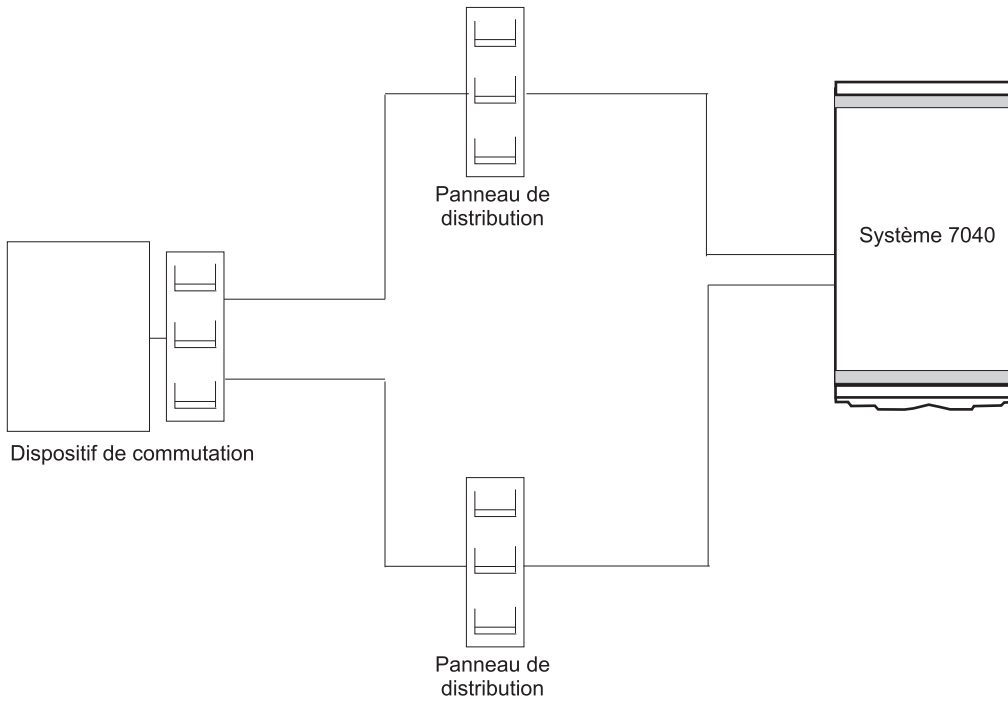 Panneau de
distribution
Système 7040
Dispositif de commutation
Panneau de
distribution